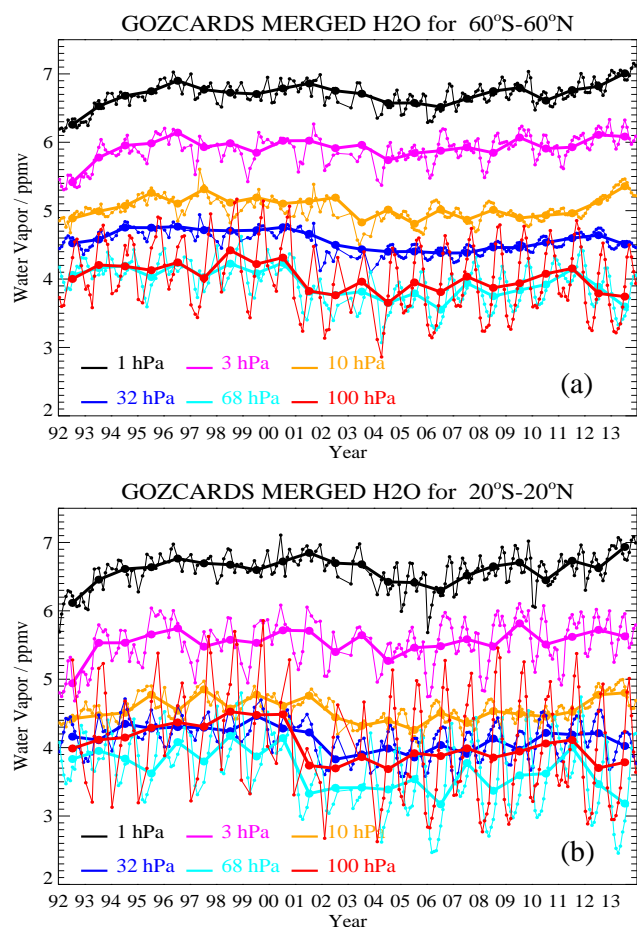 GOZCARDS MERGED H2O for 60°S-60°N
7
6
5
4
3
2
Water Vapor / ppmv
1 hPa 3 hPa 10 hPa
32 hPa 68 hPa 100 hPa
(a)
92 93 94 95 96 97 98 99 00 01 02 03 04 05 06 07 08 09 10 11 12 13
Year
GOZCARDS MERGED H2O for 20°S-20°N
7
6
5
4
3
2
Water Vapor / ppmv
1 hPa 3 hPa 10 hPa
32 hPa 68 hPa 100 hPa
(b)
92 93 94 95 96 97 98 99 00 01 02 03 04 05 06 07 08 09 10 11 12 13
Year